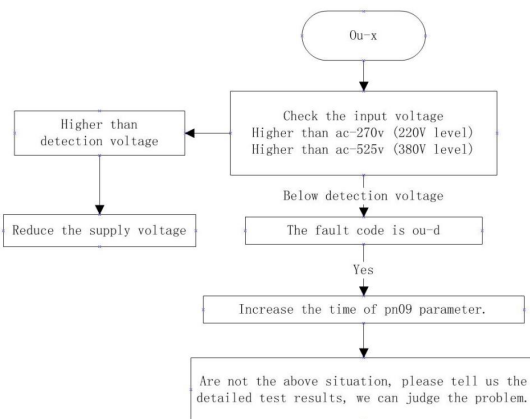 Ou-x
Check the input voltage
Higher than ac-270v (220V level)
Higher than ac-525v (380V level)
Higher than
detection voltage
Reduce the supply voltage
Below detection voltage
The fault code is ou-d
Yes
Increase the time of pn09 parameter.
Are not the above situation, please tell us the
detailed test results, we can judge the problem.